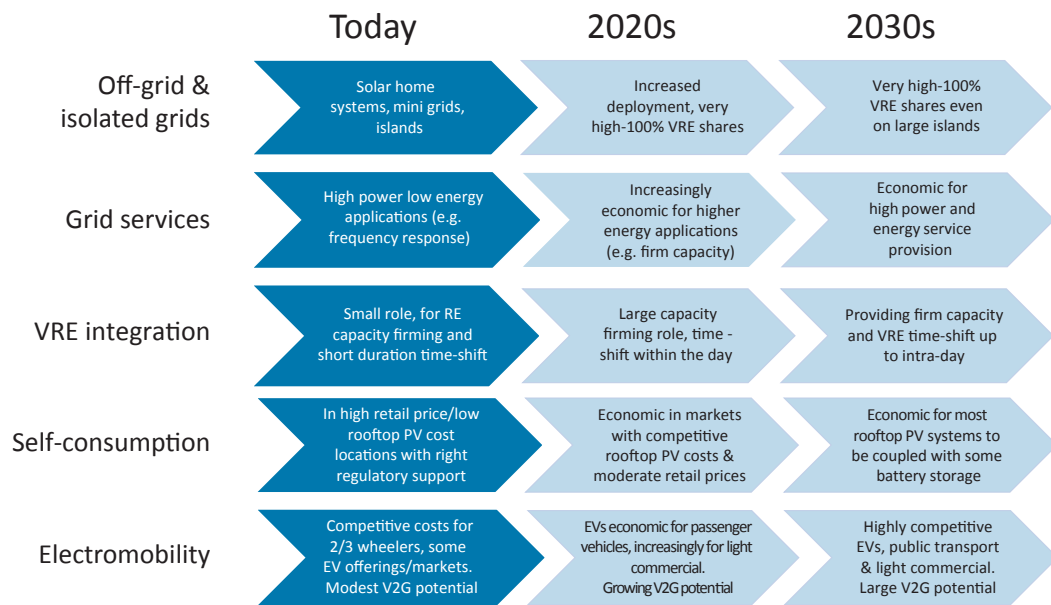 Today
2020s
2030s
Off-grid &
isolated grids
Solar home
systems, mini grids,
islands
Increased
deployment, very
high-100% VRE shares
Very high-100%
VRE shares even
on large islands
Grid services
High power low energy
applications (e.g.
frequency response)
Increasingly
economic for higher
energy applications
(e.g. firm capacity)
Economic for
high power and
energy service
provision
VRE integration
Small role, for RE
capacity firming and
short duration time-shift
Large capacity
firming role, time -
shift within the day
Providing firm capacity
and VRE time-shift up
to intra-day
Self-consumption
In high retail price/low
rooftop PV cost
locations with right
regulatory support
Economic in markets
with competitive
rooftop PV costs &
moderate retail prices
Economic for most
rooftop PV systems to
be coupled with some
battery storage
Electromobility
Competitive costs for
2/3 wheelers, some
EV offerings/markets.
Modest V2G potential
EVs economic for passenger
vehicles, increasingly for light
commercial.
Growing V2G potential
Highly competitive
EVs, public transport
& light commercial.
Large V2G potential